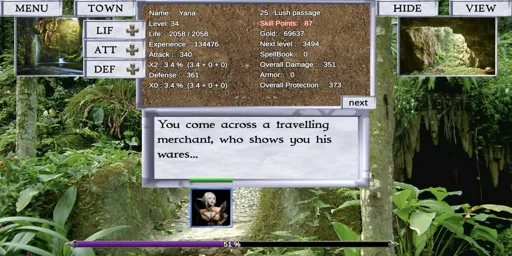 MENU TOWN HIDE VIEW
LIF
ATT
DEF
Name: Yana 25. Lush passage
Level: 34 Skill Points: 87
Life: 2058 / 2058 Gold: 69637
Experience: 134476 Next level: 3494
Attack: 340 SpellBook: 0
X2: 3.4 % (3.4 + 0 + 0) Overall Damage: 351
Defense: 361 Armor: 0
X0: 3.4 % (3.4 + 0 + 0) Overall Protection: 373
next
You come across a travelling
merchant, who shows you his
wares...
51 %